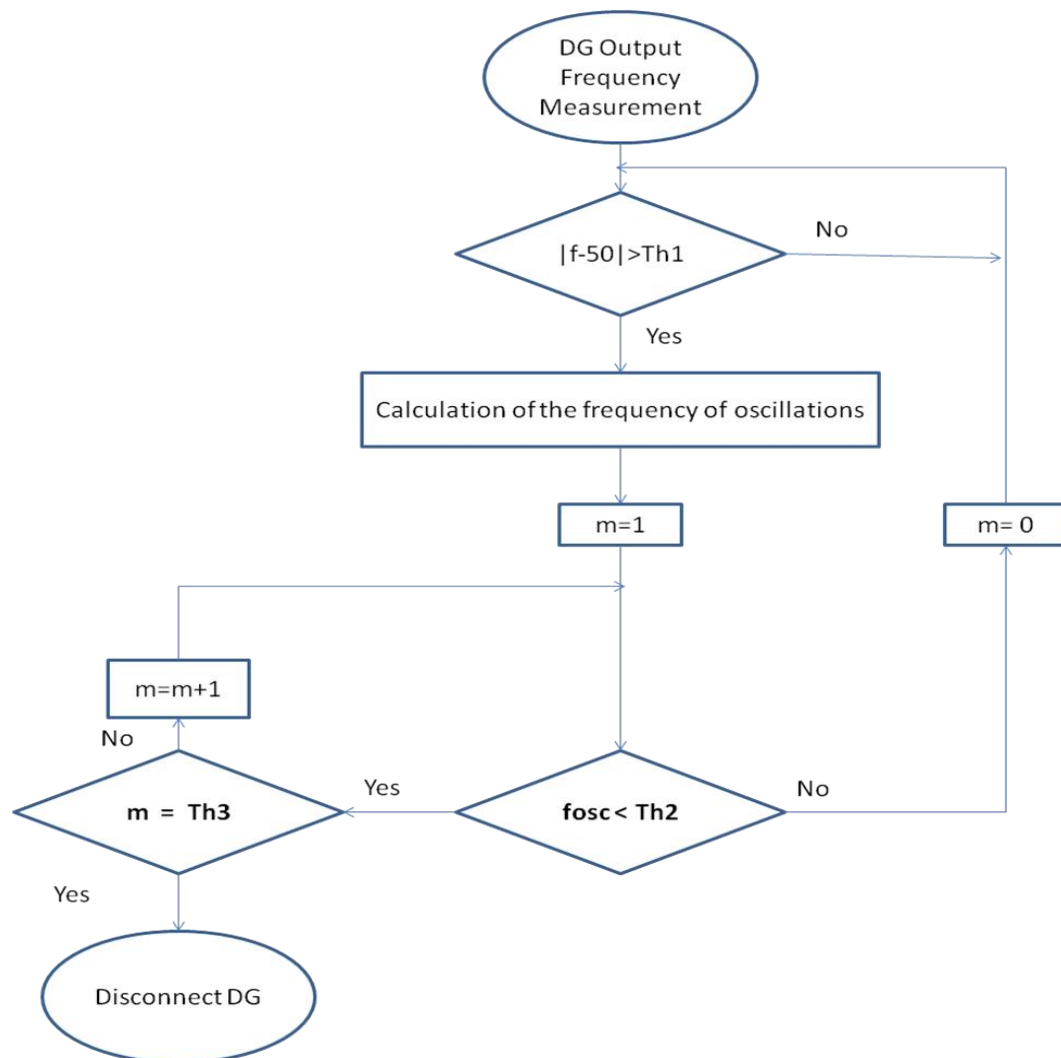 DG Output
Frequency
Measurement
|f-50|>Th1
No
Yes
Calculation of the frequency of oscillations
m=1
m= 0
m=m+1
No
m = Th3
Yes
fosc< Th2
No
Yes
Disconnect DG